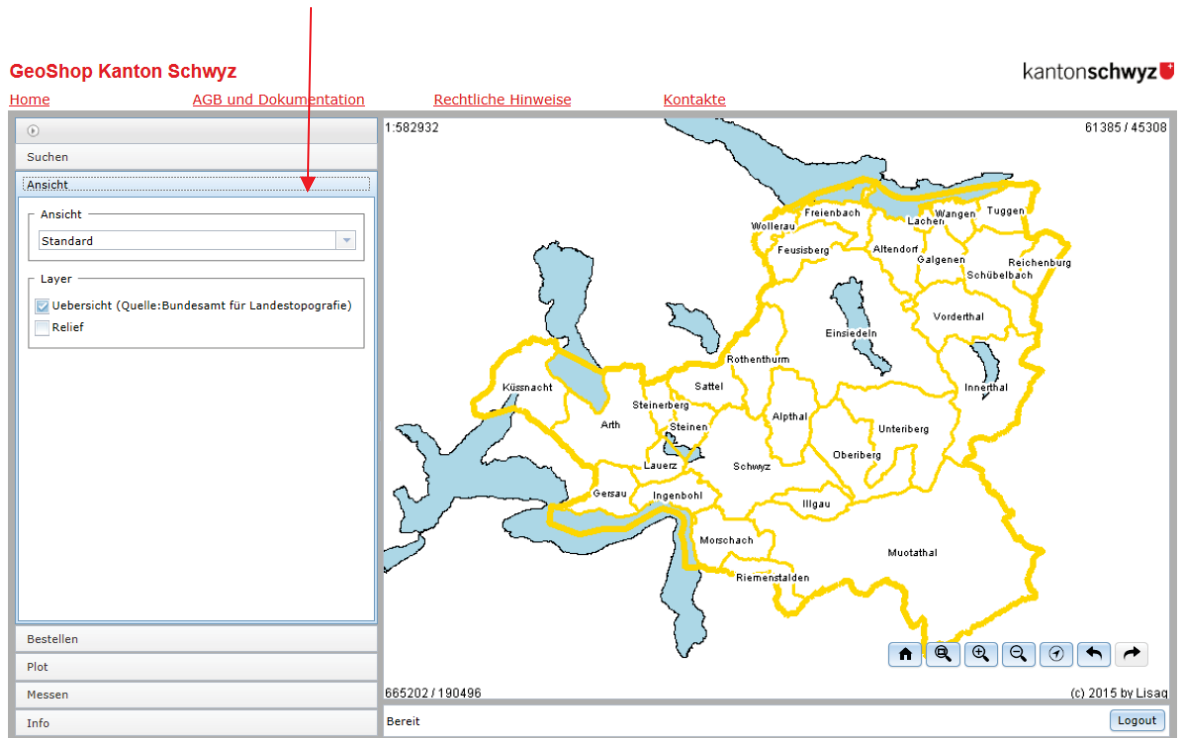 GeoShop Kanton Schwyz
kantonschwyz
Home AGB und Dokumentation Rechtliche Hinweise Kontakte
Suchen
Ansicht
Ansicht
Standard
Layer
Uebersicht (Quelle:Bundesamt für Landestopografie)
Relief
Bestellen
Plot
Messen
Info
1:582932
61385 / 45308
Freienbach
Wollerau
Lachen
Wangen
Tuggen
Feusisberg
Altendorf
Galgenen
Reichenburg
Schübelbach
Vorderthal
Einsiedeln
Rothenthurm
Innerthal
Küssnacht
Sattel
Steinerberg
Arth
Steinen
Alpthal
Unteriberg
Oberiberg
Lauerz
Schwyz
Gersau
Ingenbohl
Illgau
Morschach
Muotathal
Riemenstalden
665202 / 190496
(c) 2015 by Lisag
Bereit
Logout